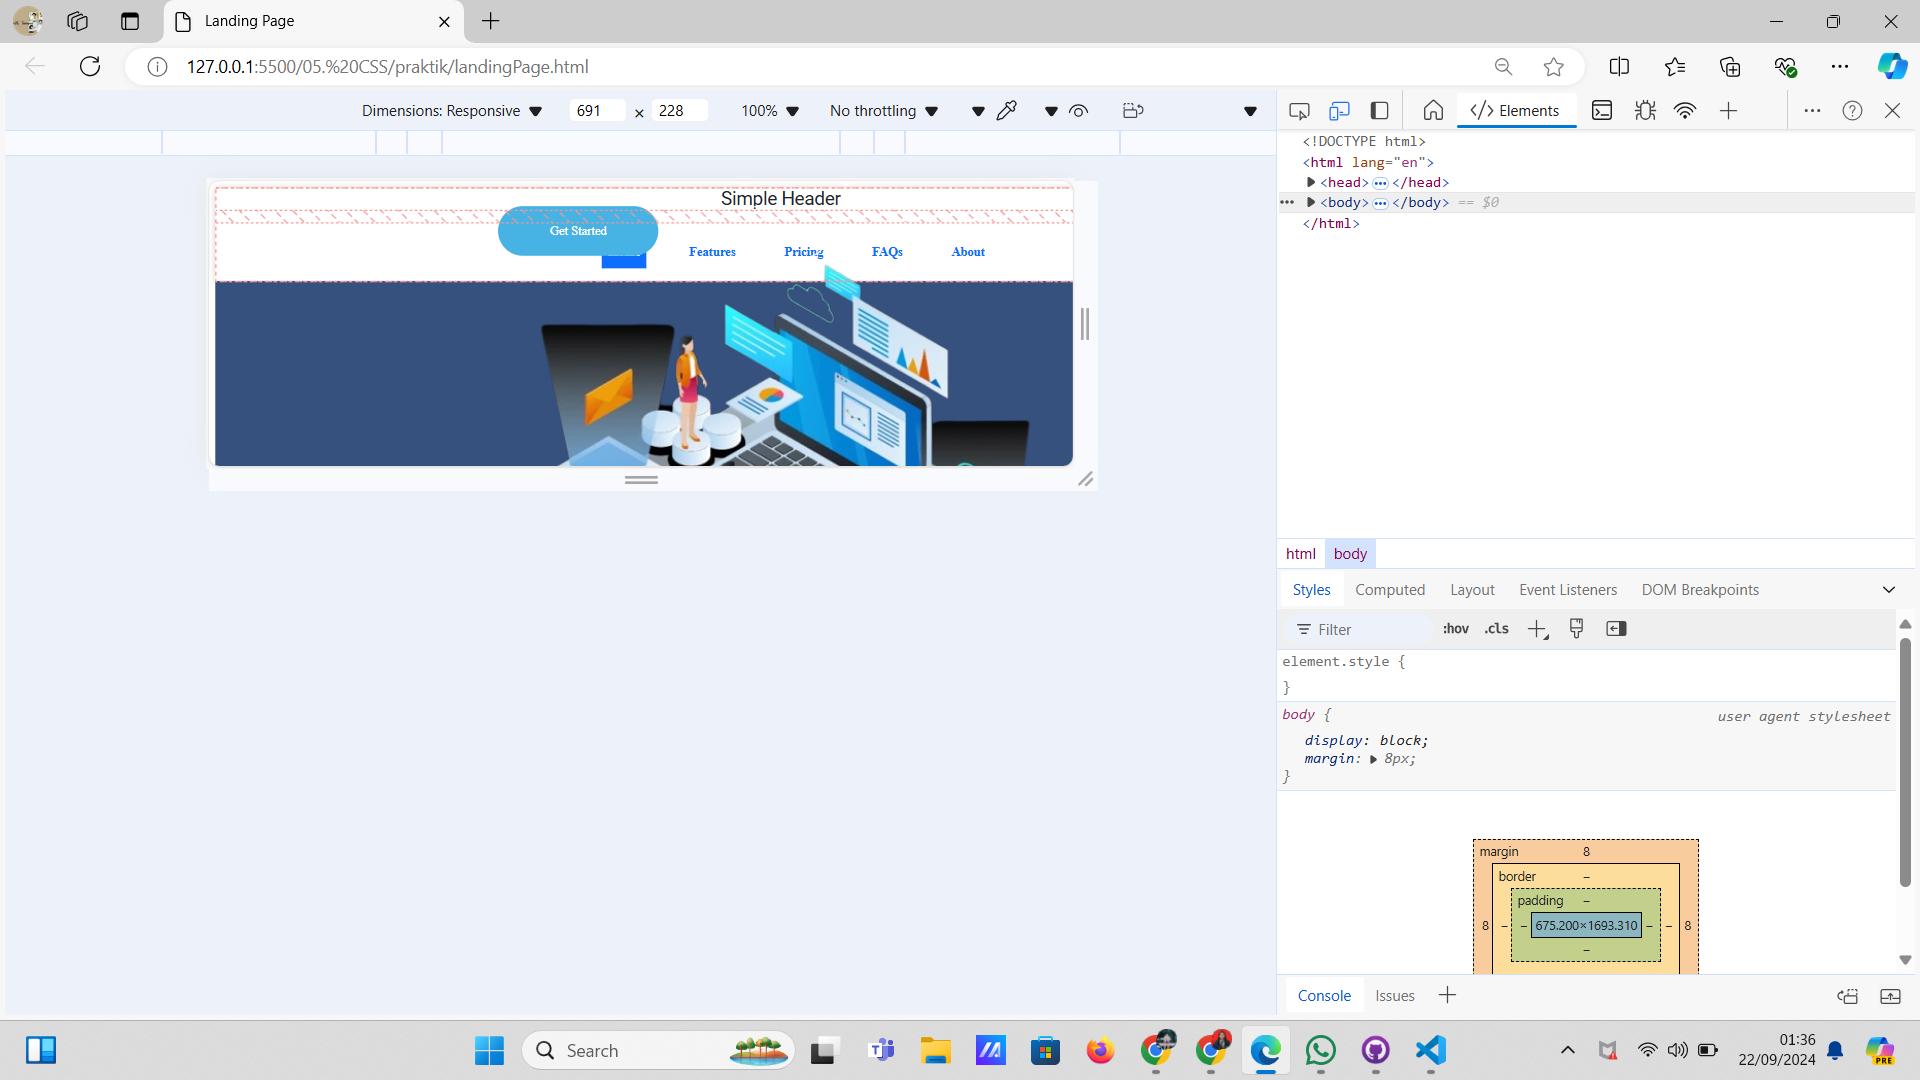 Landing Page
127.0.0.1:5500/05.%20CSS/praktik/landingPage.html
Dimensions: Responsive 691 × 228 100% No throttling
Elements
<!DOCTYPE html>
<html lang="en">
<head> ••• </head>
••• <body> ••• </body> == $0
</html>
Simple Header
Get Started
Features Pricing FAQs About
html body
Styles Computed Layout Event Listeners DOM Breakpoints
Filter :hov .cls
element.style {
}
body { user agent stylesheet
display: block;
margin: 8px;
}
margin 8
border –
padding –
8 – – 675.200×1693.310 – – 8
–
Console Issues
Search
01:36
22/09/2024
PRE